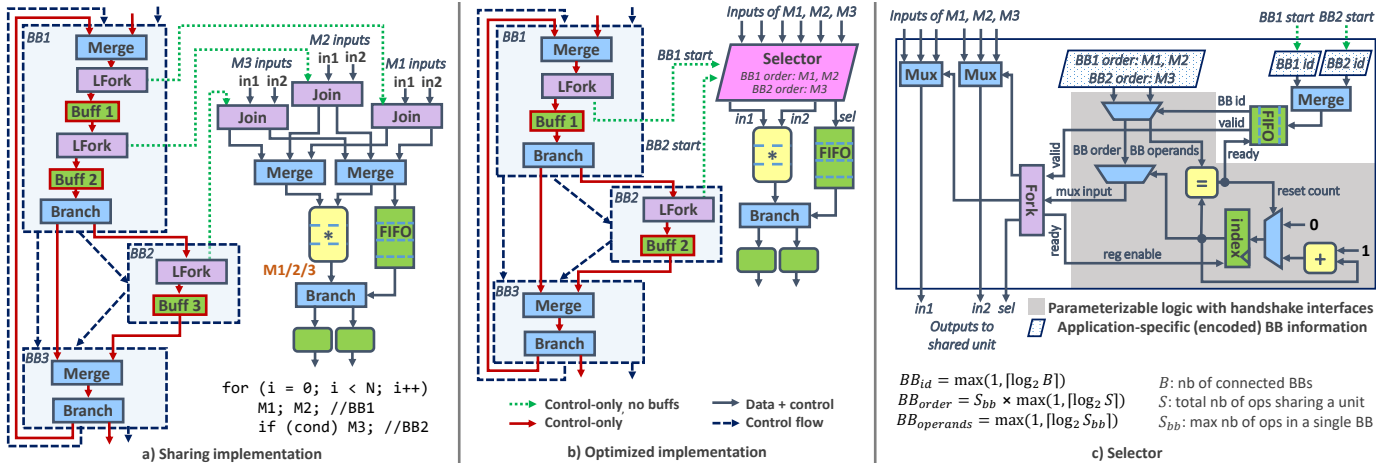 BB1
Merge
LFork
Buff 1
LFork
Buff 2
Branch
BB2
LFork
Buff 3
BB3
Merge
Branch
M2 inputs
in1 in2
M3 inputs
in1 in2
M1 inputs
in1 in2
Join
Join
Join
Merge
Merge
*
FIFO
M1/2/3
Branch
for (i = 0; i < N; i++)
M1; M2; //BB1
if (cond) M3; //BB2
a) Sharing implementation
BB1
Merge
LFork
Buff 1
Branch
BB2
LFork
Buff 2
BB3
Merge
Branch
BB1 start
BB2 start
Inputs of M1, M2, M3
Selector
BB1 order: M1, M2
BB2 order: M3
in1
in2
sel
*
FIFO
Branch
Control-only, no buffs
Control-only
Data + control
Control flow
b) Optimized implementation
Inputs of M1, M2, M3
BB1 start
BB2 start
Mux
Mux
BB1 order: M1, M2
BB2 order: M3
BB1 id
BB2 id
Merge
BB id
valid
FIFO
ready
BB order
BB operands
valid
mux input
Fork
ready
=
reset count
0
index
+
1
reg enable
in1
in2
sel
Outputs to
shared unit
Parameterizable logic with handshake interfaces
Application-specific (encoded) BB information
BB_id = max(1, ⌈log₂ B⌉)
BB_order = S_bb × max(1, ⌈log₂ S⌉)
BB_operands = max(1, ⌈log₂ S_bb⌉)
B: nb of connected BBs
S: total nb of ops sharing a unit
S_bb: max nb of ops in a single BB
c) Selector